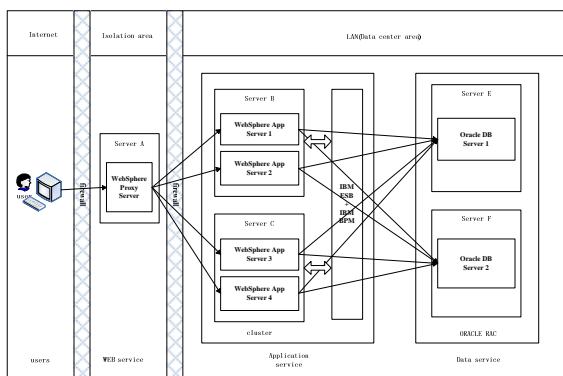 Internet
Isolation area
LAN(Data center area)
Server A
WebSphere
Proxy
Server
user
firewall
firewall
Server B
WebSphere App
Server 1
WebSphere App
Server 2
Server C
WebSphere App
Server 3
WebSphere App
Server 4
cluster
IBM
ESB
+
IBM
BPM
Server E
Oracle DB
Server 1
Server F
Oracle DB
Server 2
ORACLE RAC
users
WEB service
Application
service
Data service